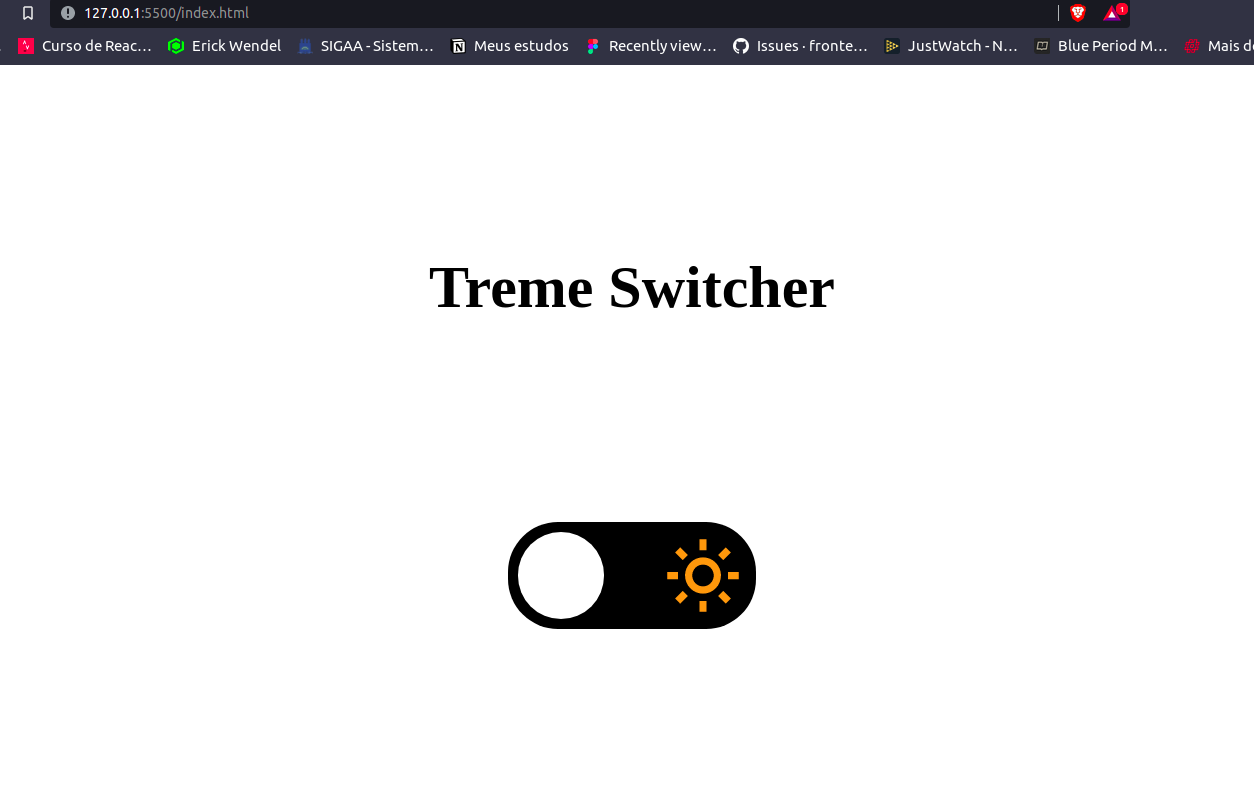 127.0.0.1:5500/index.html
1
Curso de Reac... Erick Wendel SIGAA - Sistem... Meus estudos Recently view... Issues · fronte... JustWatch - N... Blue Period M... Mais de
Treme Switcher